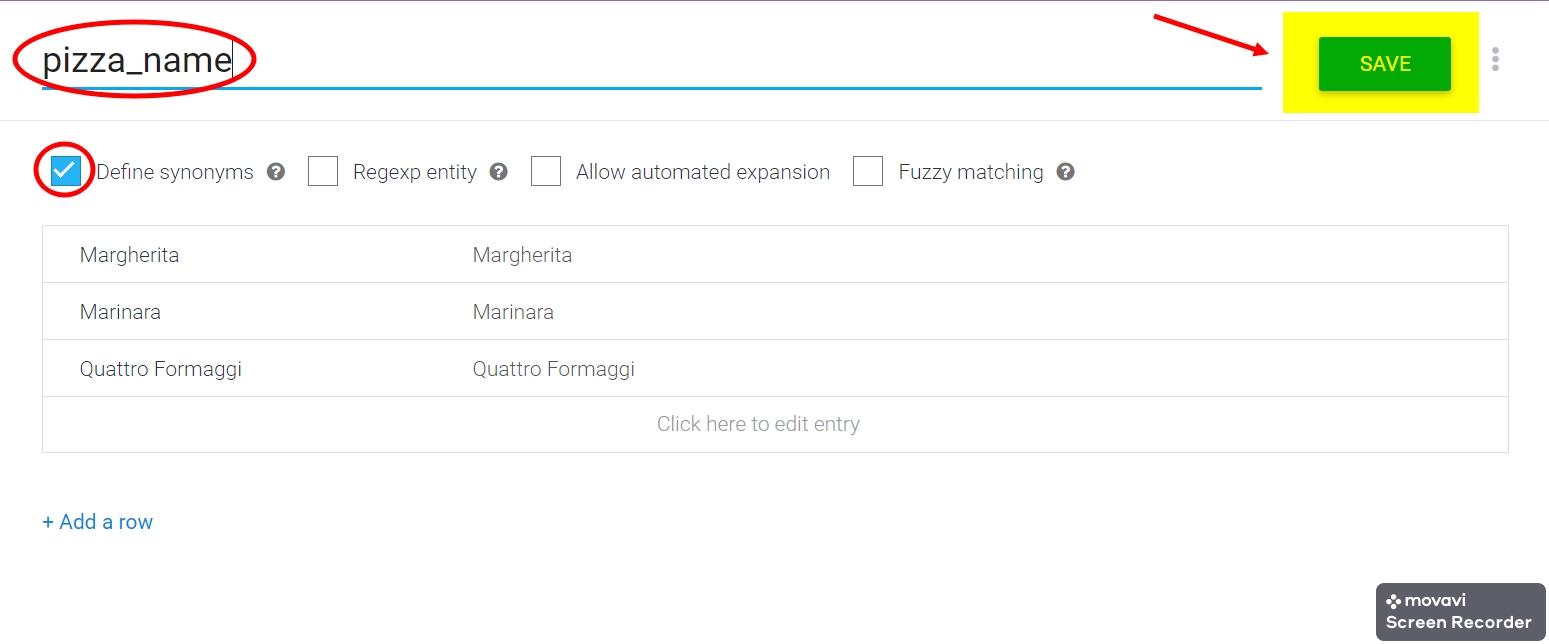 pizza_name
SAVE
Define synonyms ? Regexp entity ? Allow automated expansion Fuzzy matching ?
Margherita Margherita
Marinara Marinara
Quattro Formaggi Quattro Formaggi
Click here to edit entry
+ Add a row
movavi
Screen Recorder